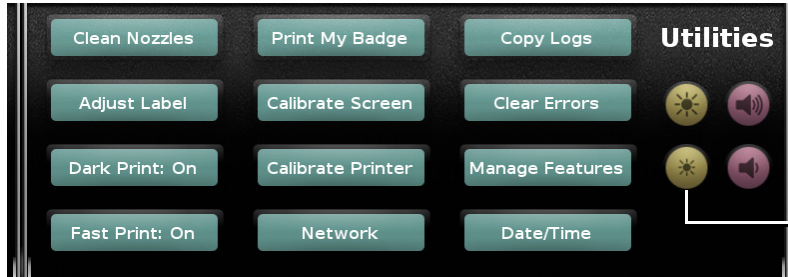 Clean Nozzles Print My Badge Copy Logs Utilities
Adjust Label Calibrate Screen Clear Errors
Dark Print: On Calibrate Printer Manage Features
Fast Print: On Network Date/Time